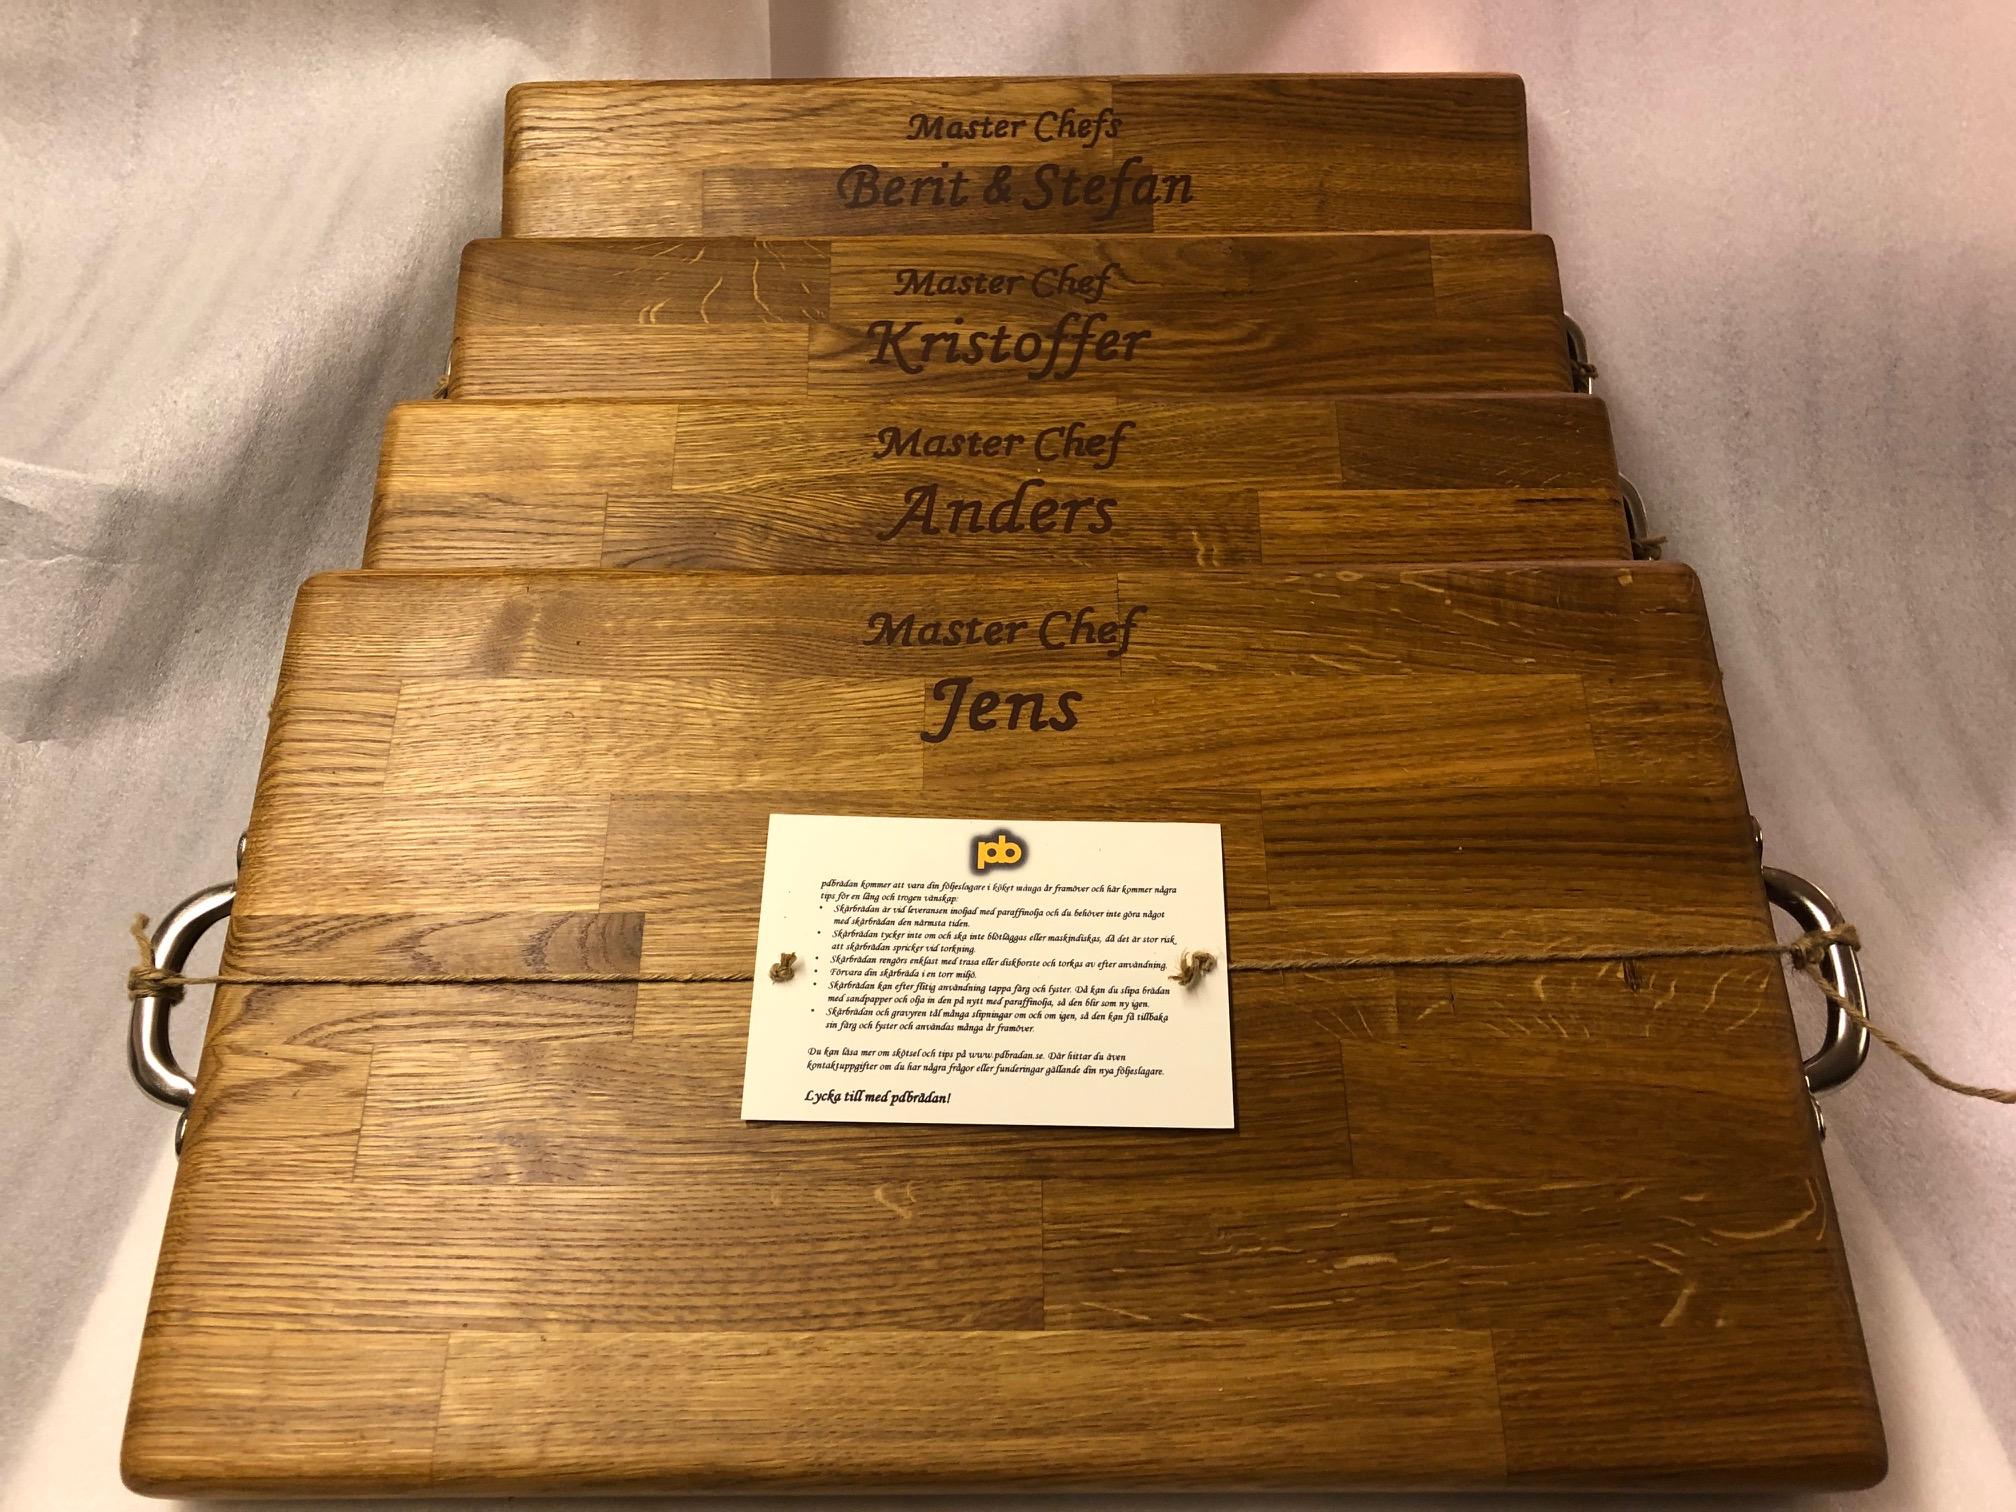 Master Chefs
Berit & Stefan
Master Chef
Kristoffer
Master Chef
Anders
Master Chef
Jens
pb
pdbrädan kommer att vara din följeslagare i köket många år framöver och här kommer några
tips för en lång och trogen vänskap:
• Skärbrädan är vid leveransen inoljad med paraffinolja och du behöver inte göra något
med skärbrädan den närmsta tiden.
• Skärbrädan tycker inte om och ska inte blötläggas eller maskindiskas, då det är stor risk
att skärbrädan spricker vid torkning.
• Skärbrädan rengörs enklast med trasa eller diskborste och torkas av efter användning.
• Förvara din skärbräda i en torr miljö.
• Skärbrädan kan efter flitig användning tappa färg och lyster. Då kan du slipa brädan
med sandpapper och olja in den på nytt med paraffinolja, så den blir som ny igen.
• Skärbrädan och gravyren tål många slipningar om och om igen, så den kan få tillbaka
sin färg och lyster och användas många år framöver.
Du kan läsa mer om skötsel och tips på www.pdbradan.se. Där hittar du även
kontaktuppgifter om du har några frågor eller funderingar gällande din nya följeslagare.
Lycka till med pdbrädan!